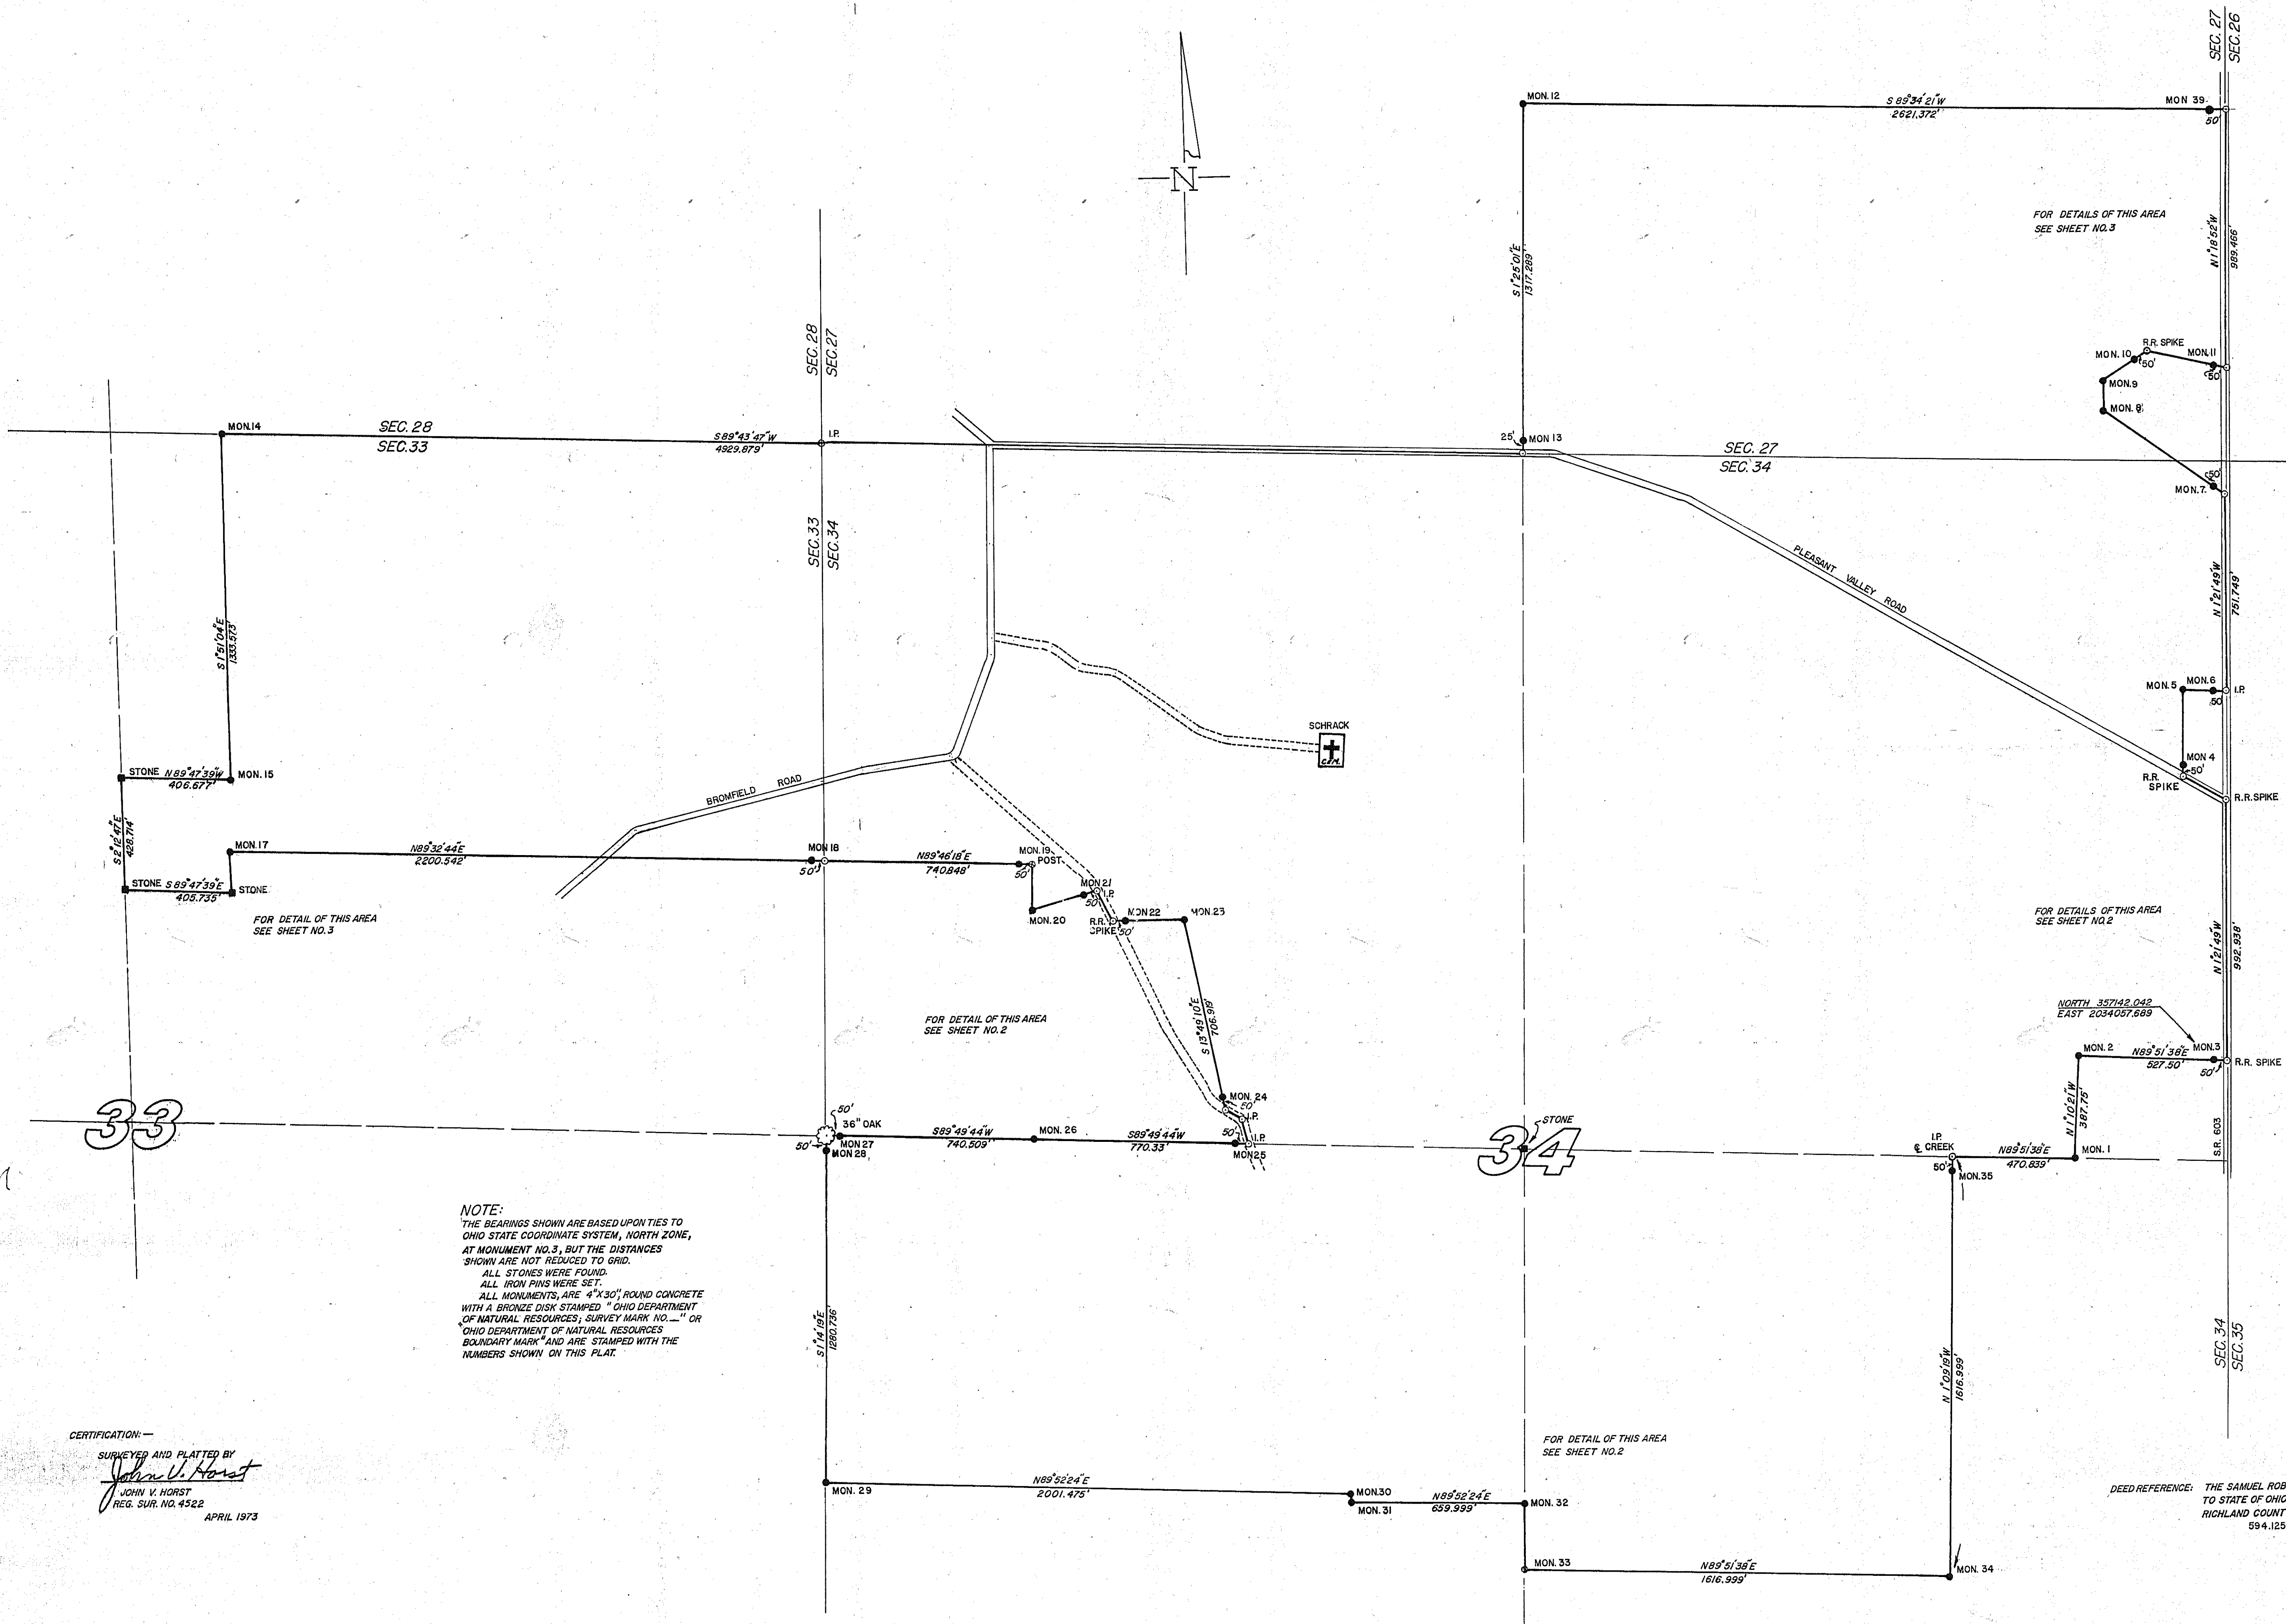 SEC. 27
SEC. 26
MON. 12
S 89°34'21"W
2621.372'
MON 39
50'
N
FOR DETAILS OF THIS AREA
SEE SHEET NO. 3
N 1°18'52"W
989.466'
S 1°25'01"E
1317.289'
SEC. 28
SEC. 27
R.R. SPIKE
MON. 10
50'
MON. 11
50'
MON. 9
MON. 8
MON. 14
SEC. 28
SEC. 33
S 89°43'47"W
4929.879'
I.P.
25'
MON 13
SEC. 27
SEC. 34
50'
MON. 7
SEC. 33
SEC. 34
PLEASANT VALLEY ROAD
N 1°21'49"W
751.749'
S 1°51'04"E
1333.573'
MON. 5
MON. 6
50'
I.P.
SCHRACK
CEM.
MON 4
50'
R.R.
SPIKE
R.R. SPIKE
STONE
N 89°47'39"W
406.677'
MON. 15
BROMFIELD ROAD
S 2°12'47"E
428.714'
MON. 17
N89°32'44"E
2200.542'
MON 18
50'
N89°46'18"E
740.848'
MON. 19
POST
50'
STONE
S 89°47'39"E
405.735'
STONE
MON 21
I.P.
50'
MON. 20
R.R.
SPIKE
50'
MON 22
MON. 23
FOR DETAIL OF THIS AREA
SEE SHEET NO. 3
FOR DETAILS OF THIS AREA
SEE SHEET NO. 2
N 1°21'49"W
992.938'
FOR DETAIL OF THIS AREA
SEE SHEET NO. 2
S 13°49'10"E
706.919'
NORTH 357142.042
EAST 2034057.689
MON. 2
N89°51'38"E
527.50'
MON. 3
50'
R.R. SPIKE
MON. 24
50'
I.P.
33
50'
36" OAK
50'
MON 27
MON 28
S89°49'44"W
740.509'
MON. 26
S89°49'44"W
770.33'
50'
I.P.
MON 25
STONE
34
N 1°10'21"W
387.75'
S.R. 603
I.P.
℄ CREEK
50'
MON. 35
N89°51'38"E
470.839'
MON. 1
NOTE:
THE BEARINGS SHOWN ARE BASED UPON TIES TO
OHIO STATE COORDINATE SYSTEM, NORTH ZONE,
AT MONUMENT NO. 3, BUT THE DISTANCES
SHOWN ARE NOT REDUCED TO GRID.
ALL STONES WERE FOUND.
ALL IRON PINS WERE SET.
ALL MONUMENTS, ARE 4"X30", ROUND CONCRETE
WITH A BRONZE DISK STAMPED "OHIO DEPARTMENT
OF NATURAL RESOURCES; SURVEY MARK NO.__" OR
"OHIO DEPARTMENT OF NATURAL RESOURCES
BOUNDARY MARK" AND ARE STAMPED WITH THE
NUMBERS SHOWN ON THIS PLAT.
S 1°14'19"E
1280.736'
N 1°09'19"W
1616.999'
SEC. 34
SEC. 35
CERTIFICATION:—
SURVEYED AND PLATTED BY
John V. Horst
JOHN V. HORST
REG. SUR. NO. 4522
APRIL 1973
FOR DETAIL OF THIS AREA
SEE SHEET NO. 2
MON. 29
N89°52'24"E
2001.475'
MON. 30
MON. 31
N89°52'24"E
659.999'
MON. 32
MON. 33
N89°51'38"E
1616.999'
MON. 34
DEED REFERENCE: THE SAMUEL ROB
TO STATE OF OHIO
RICHLAND COUNT
594.125